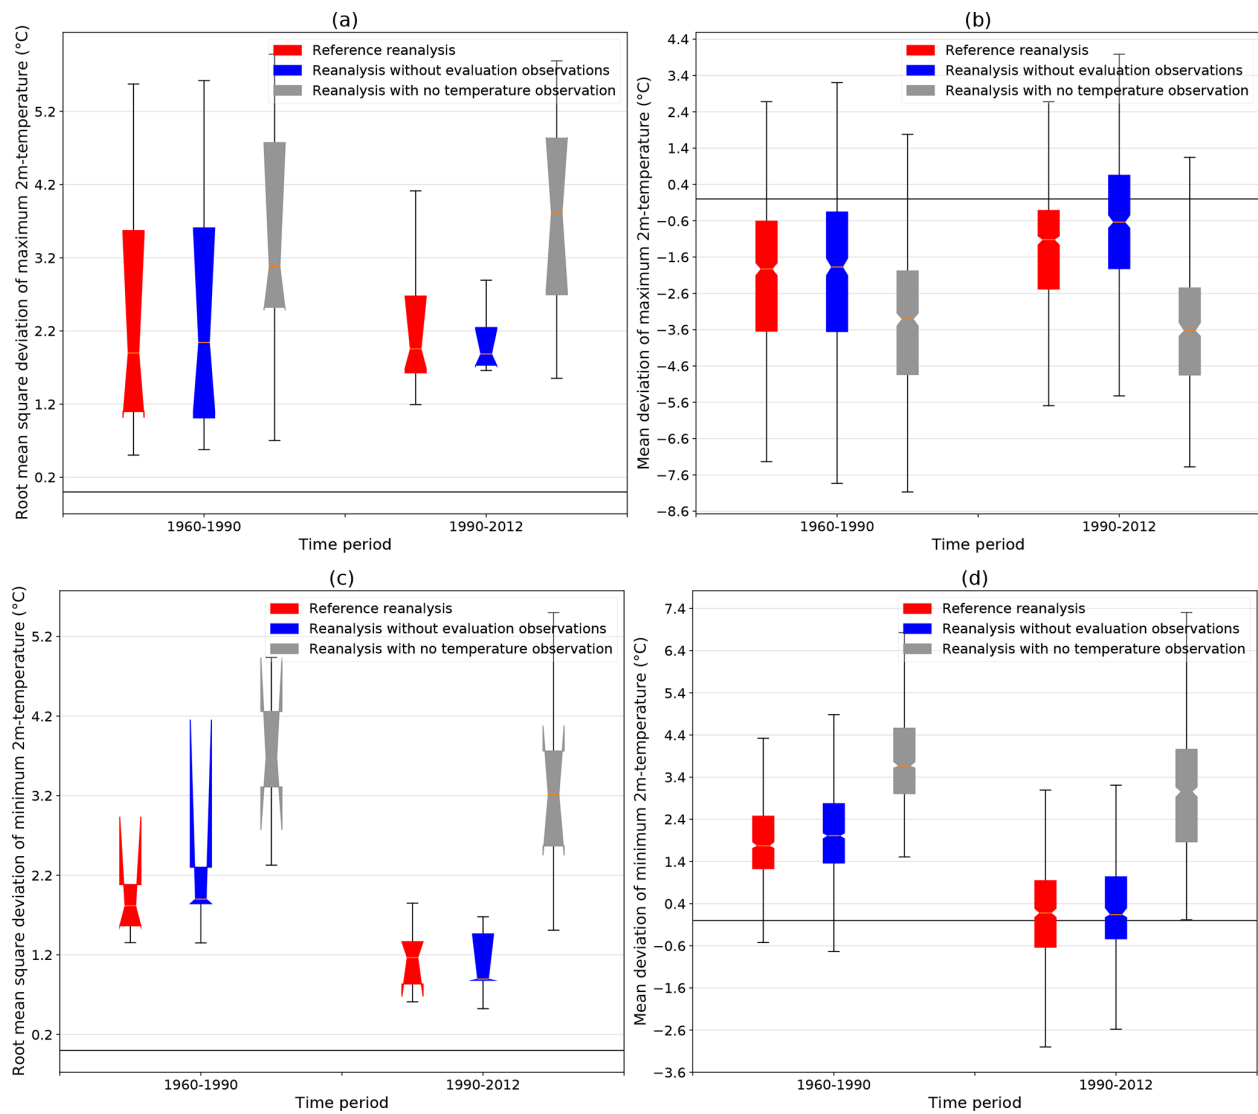 (a)
Root mean square deviation of maximum 2m-temperature (°C)
5.2
4.2
3.2
2.2
1.2
0.2
Reference reanalysis
Reanalysis without evaluation observations
Reanalysis with no temperature observation
1960-1990
1990-2012
Time period
(b)
Mean deviation of maximum 2m-temperature (°C)
4.4
3.4
2.4
1.4
0.4
−0.6
−1.6
−2.6
−3.6
−4.6
−5.6
−6.6
−7.6
−8.6
Reference reanalysis
Reanalysis without evaluation observations
Reanalysis with no temperature observation
1960-1990
1990-2012
Time period
(c)
Root mean square deviation of minimum 2m-temperature (°C)
5.2
4.2
3.2
2.2
1.2
0.2
Reference reanalysis
Reanalysis without evaluation observations
Reanalysis with no temperature observation
1960-1990
1990-2012
Time period
(d)
Mean deviation of minimum 2m-temperature (°C)
7.4
6.4
5.4
4.4
3.4
2.4
1.4
0.4
−0.6
−1.6
−2.6
−3.6
Reference reanalysis
Reanalysis without evaluation observations
Reanalysis with no temperature observation
1960-1990
1990-2012
Time period